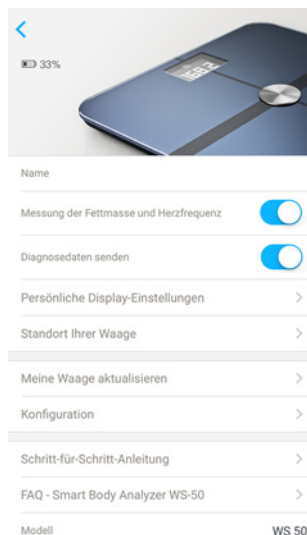 33%
Name
Messung der Fettmasse und Herzfrequenz
Diagnosedaten senden
Persönliche Display-Einstellungen
Standort Ihrer Waage
Meine Waage aktualisieren
Konfiguration
Schritt-für-Schritt-Anleitung
FAQ - Smart Body Analyzer WS-50
Modell WS 50